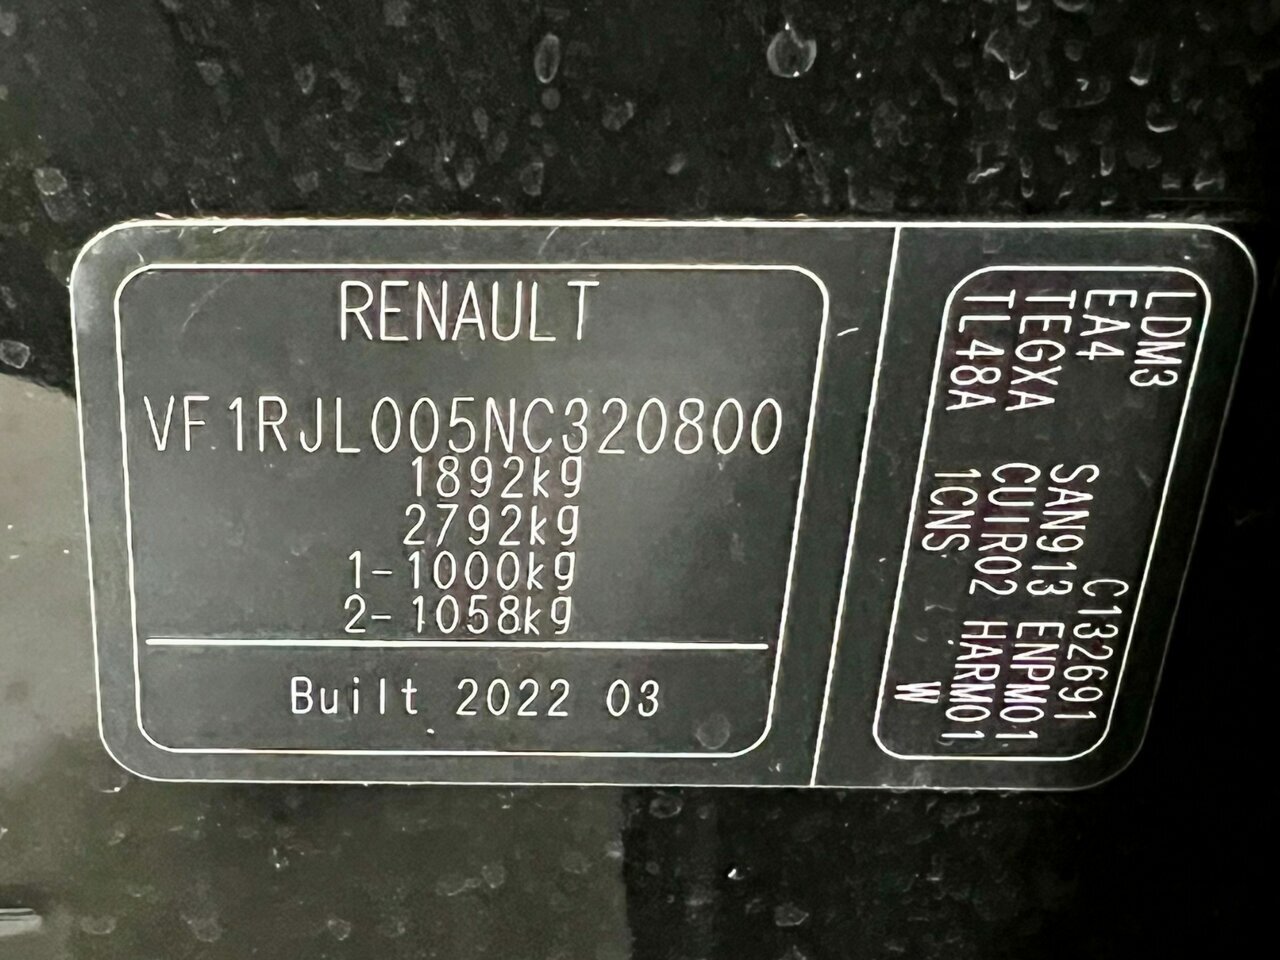 RENAULT
VF1RJL005NC320800
1892kg
2792kg
1-1000kg
2-1058kg
Built 2022 03
LDM3 C132691
EA4 SAN913 ENPM01
TEGXA CUIR02 HARM01
TL48A 1CNS W